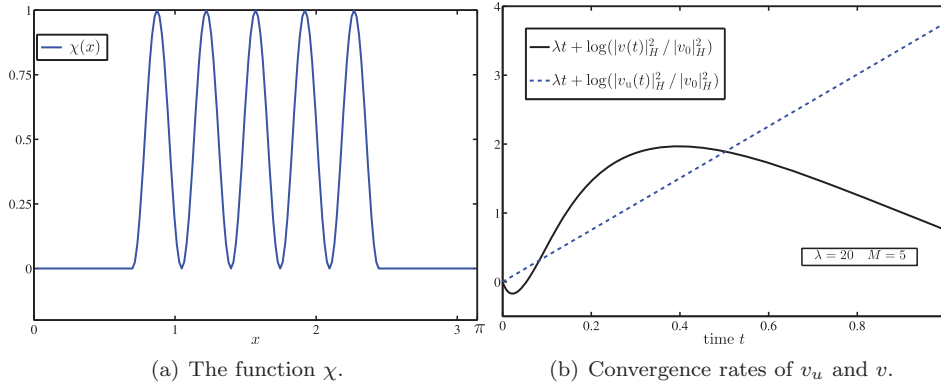 1
0.75
0.5
0.25
0
χ(x)
0
1
2
3
π
x
(a) The function χ.
4
3
2
1
0
λt + log(|v(t)|²_H / |v₀|²_H)
λt + log(|v_u(t)|²_H / |v₀|²_H)
λ = 20 M = 5
0
0.2
0.4
0.6
0.8
time t
(b) Convergence rates of v_u and v.